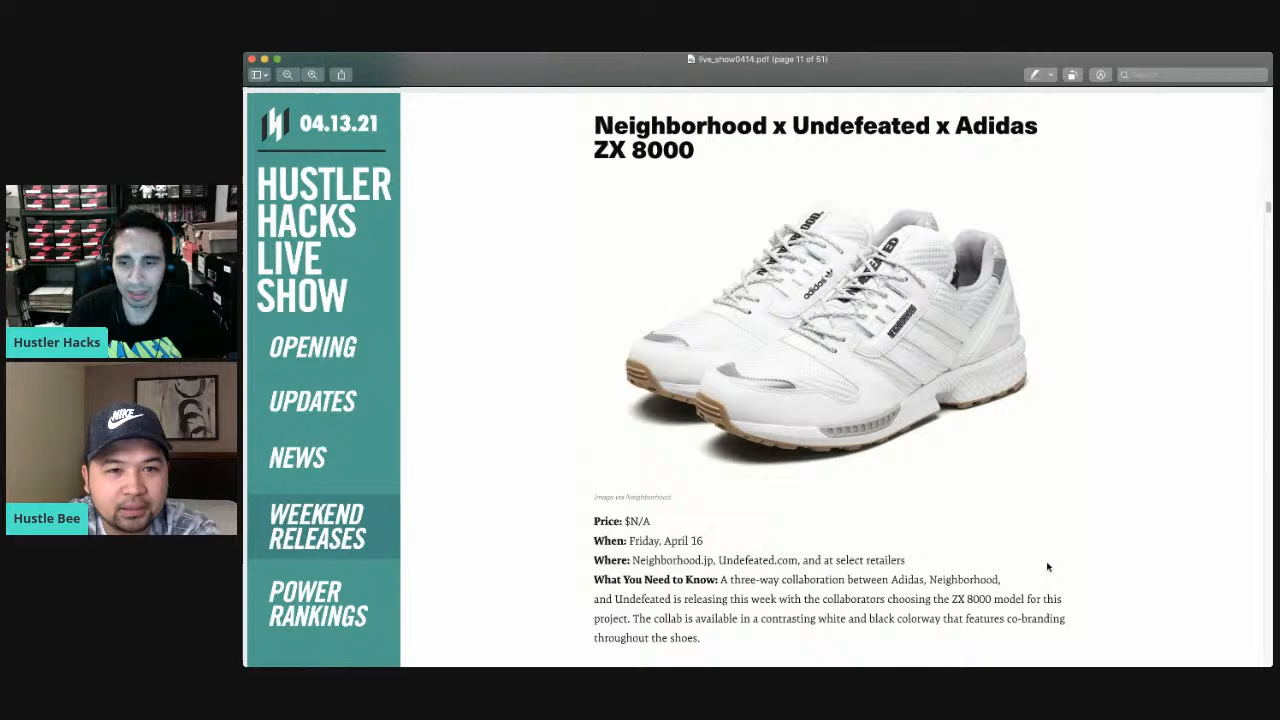 live_show0414.pdf (page 11 of 51)
Search
04.13.21
HUSTLER
HACKS
LIVE
SHOW
OPENING
UPDATES
NEWS
WEEKEND
RELEASES
POWER
RANKINGS
Hustler Hacks
NIKE
Hustle Bee
Neighborhood x Undefeated x Adidas
ZX 8000
adidas
NEIGHBORHOOD
Image via Neighborhood
Price: $N/A
When: Friday, April 16
Where: Neighborhood.jp, Undefeated.com, and at select retailers
What You Need to Know: A three-way collaboration between Adidas, Neighborhood,
and Undefeated is releasing this week with the collaborators choosing the ZX 8000 model for this
project. The collab is available in a contrasting white and black colorway that features co-branding
throughout the shoes.